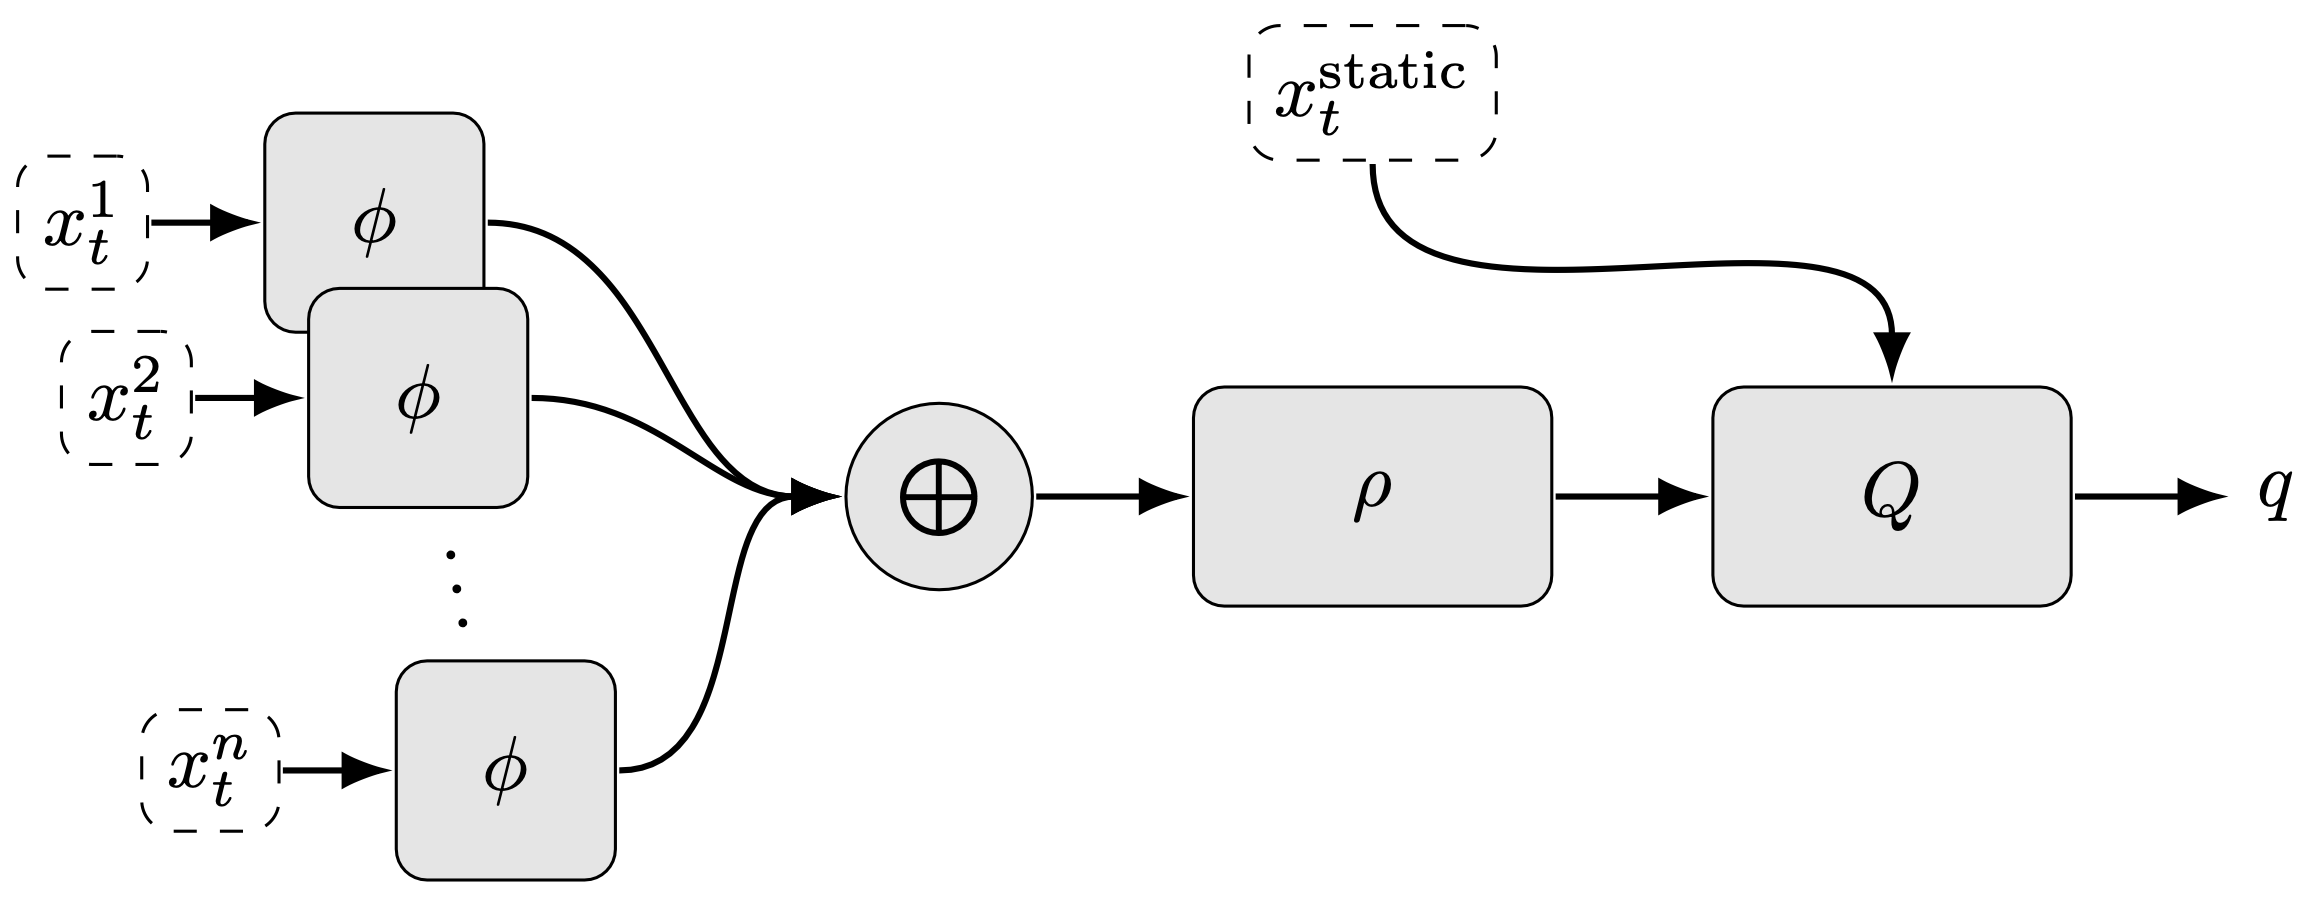 x_t^static
x_t^1 ϕ
x_t^2 ϕ
⊕ ρ Q q
x_t^n ϕ